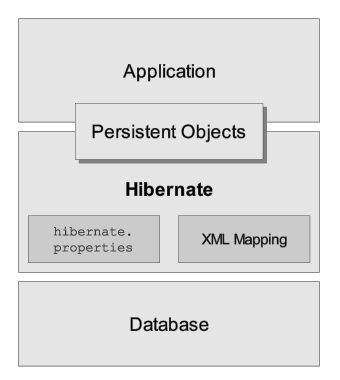 Application
Persistent Objects
Hibernate
hibernate.
properties
XML Mapping
Database